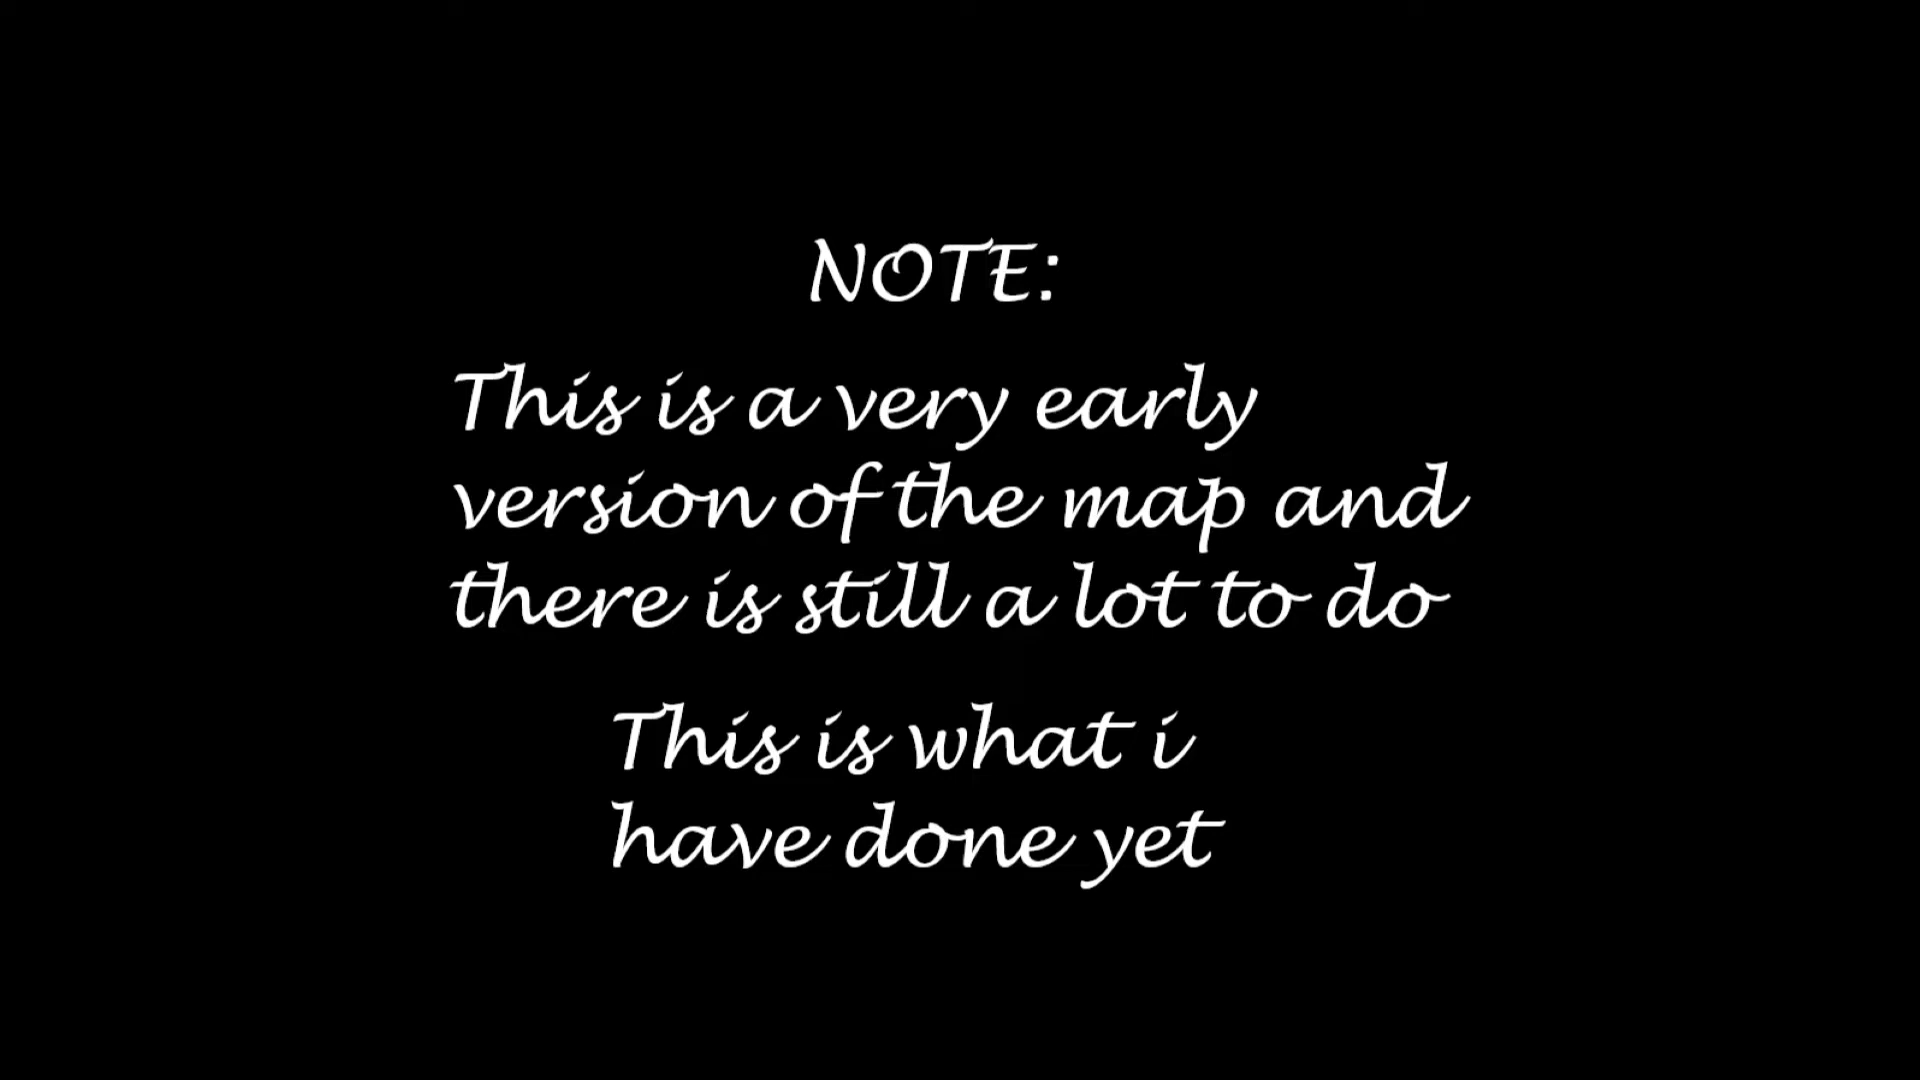 NOTE:
This is a very early
version of the map and
there is still a lot to do
This is what i
have done yet